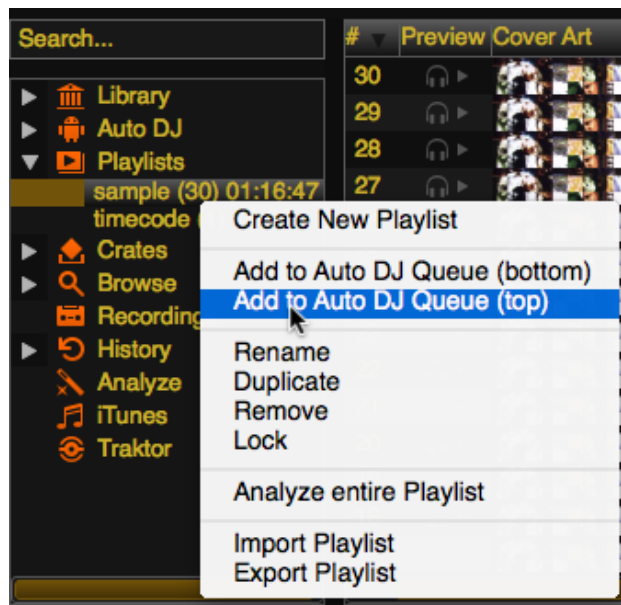 Search...
Library
Auto DJ
Playlists
sample (30) 01:16:47
timecode
Crates
Browse
Recording
History
Analyze
iTunes
Traktor
# Preview Cover Art
30
29
28
27
Create New Playlist
Add to Auto DJ Queue (bottom)
Add to Auto DJ Queue (top)
Rename
Duplicate
Remove
Lock
Analyze entire Playlist
Import Playlist
Export Playlist